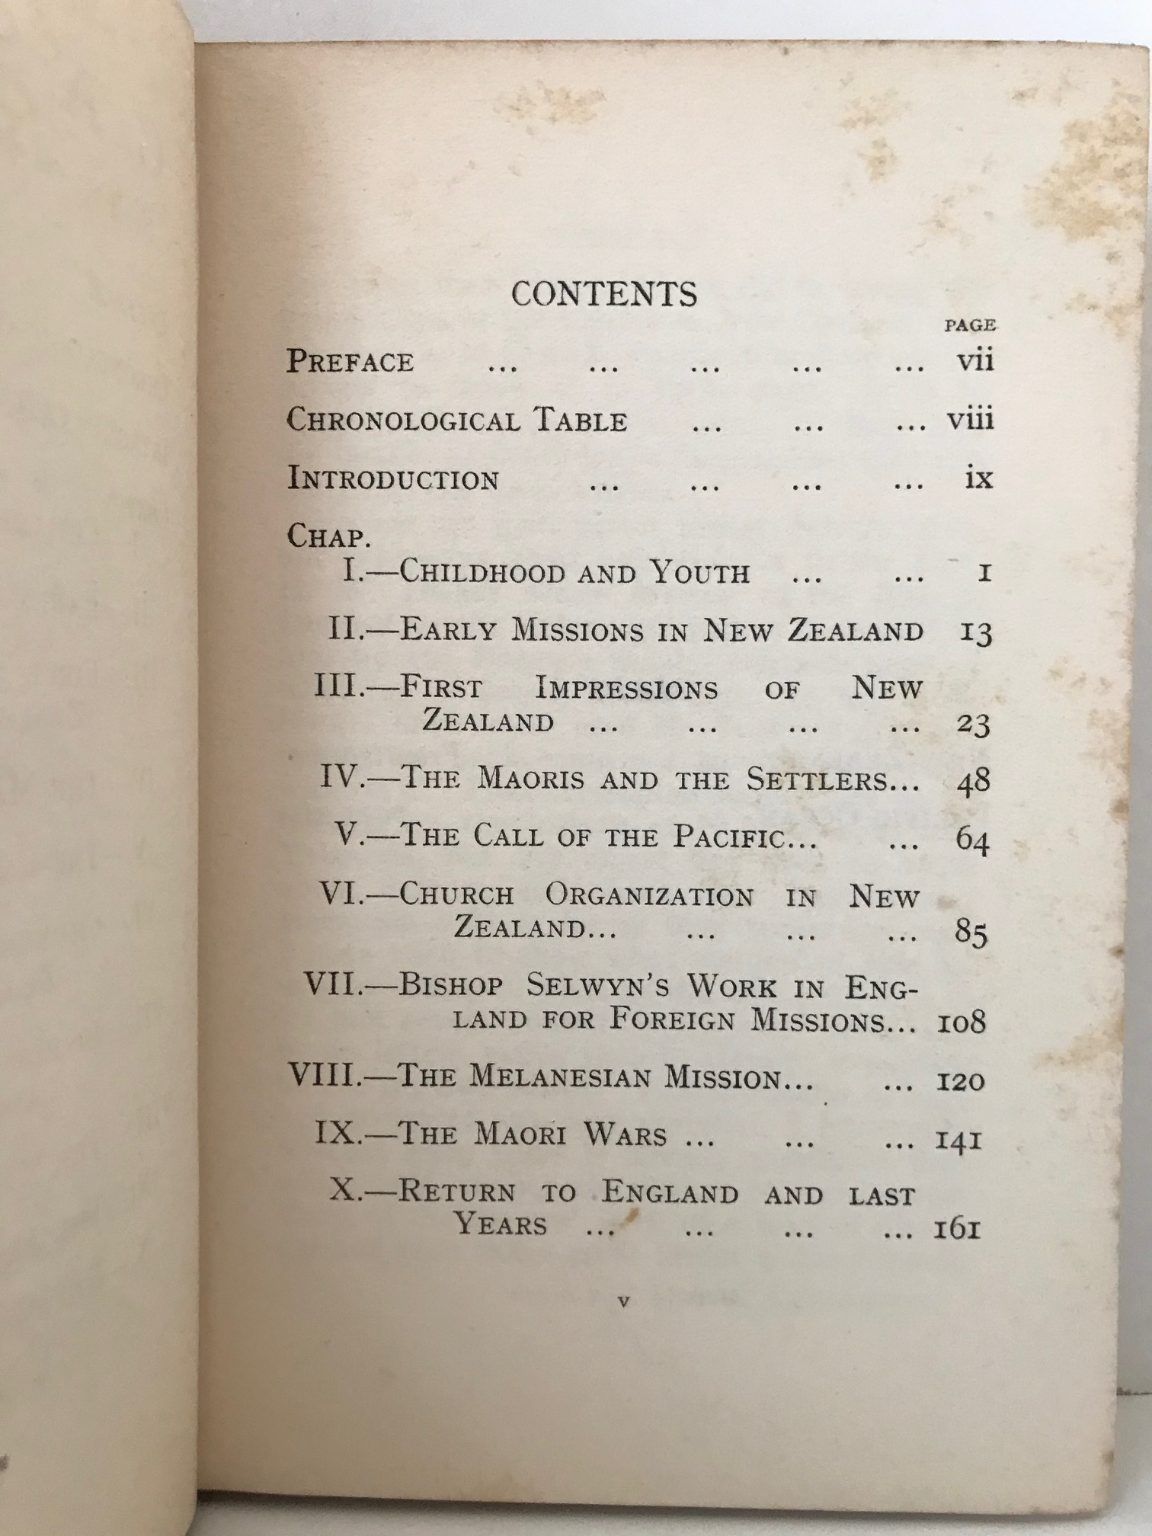 CONTENTS
PAGE
PREFACE ... ... ... ... ... vii
CHRONOLOGICAL TABLE ... ... ... viii
INTRODUCTION ... ... ... ... ix
CHAP.
I.—CHILDHOOD AND YOUTH ... ... 1
II.—EARLY MISSIONS IN NEW ZEALAND 13
III.—FIRST IMPRESSIONS OF NEW
ZEALAND ... ... ... ... 23
IV.—THE MAORIS AND THE SETTLERS... 48
V.—THE CALL OF THE PACIFIC... ... 64
VI.—CHURCH ORGANIZATION IN NEW
ZEALAND... ... ... ... 85
VII.—BISHOP SELWYN'S WORK IN ENG-
LAND FOR FOREIGN MISSIONS... 108
VIII.—THE MELANESIAN MISSION... ... 120
IX.—THE MAORI WARS ... ... ... 141
X.—RETURN TO ENGLAND AND LAST
YEARS ... ... ... ... 161
v